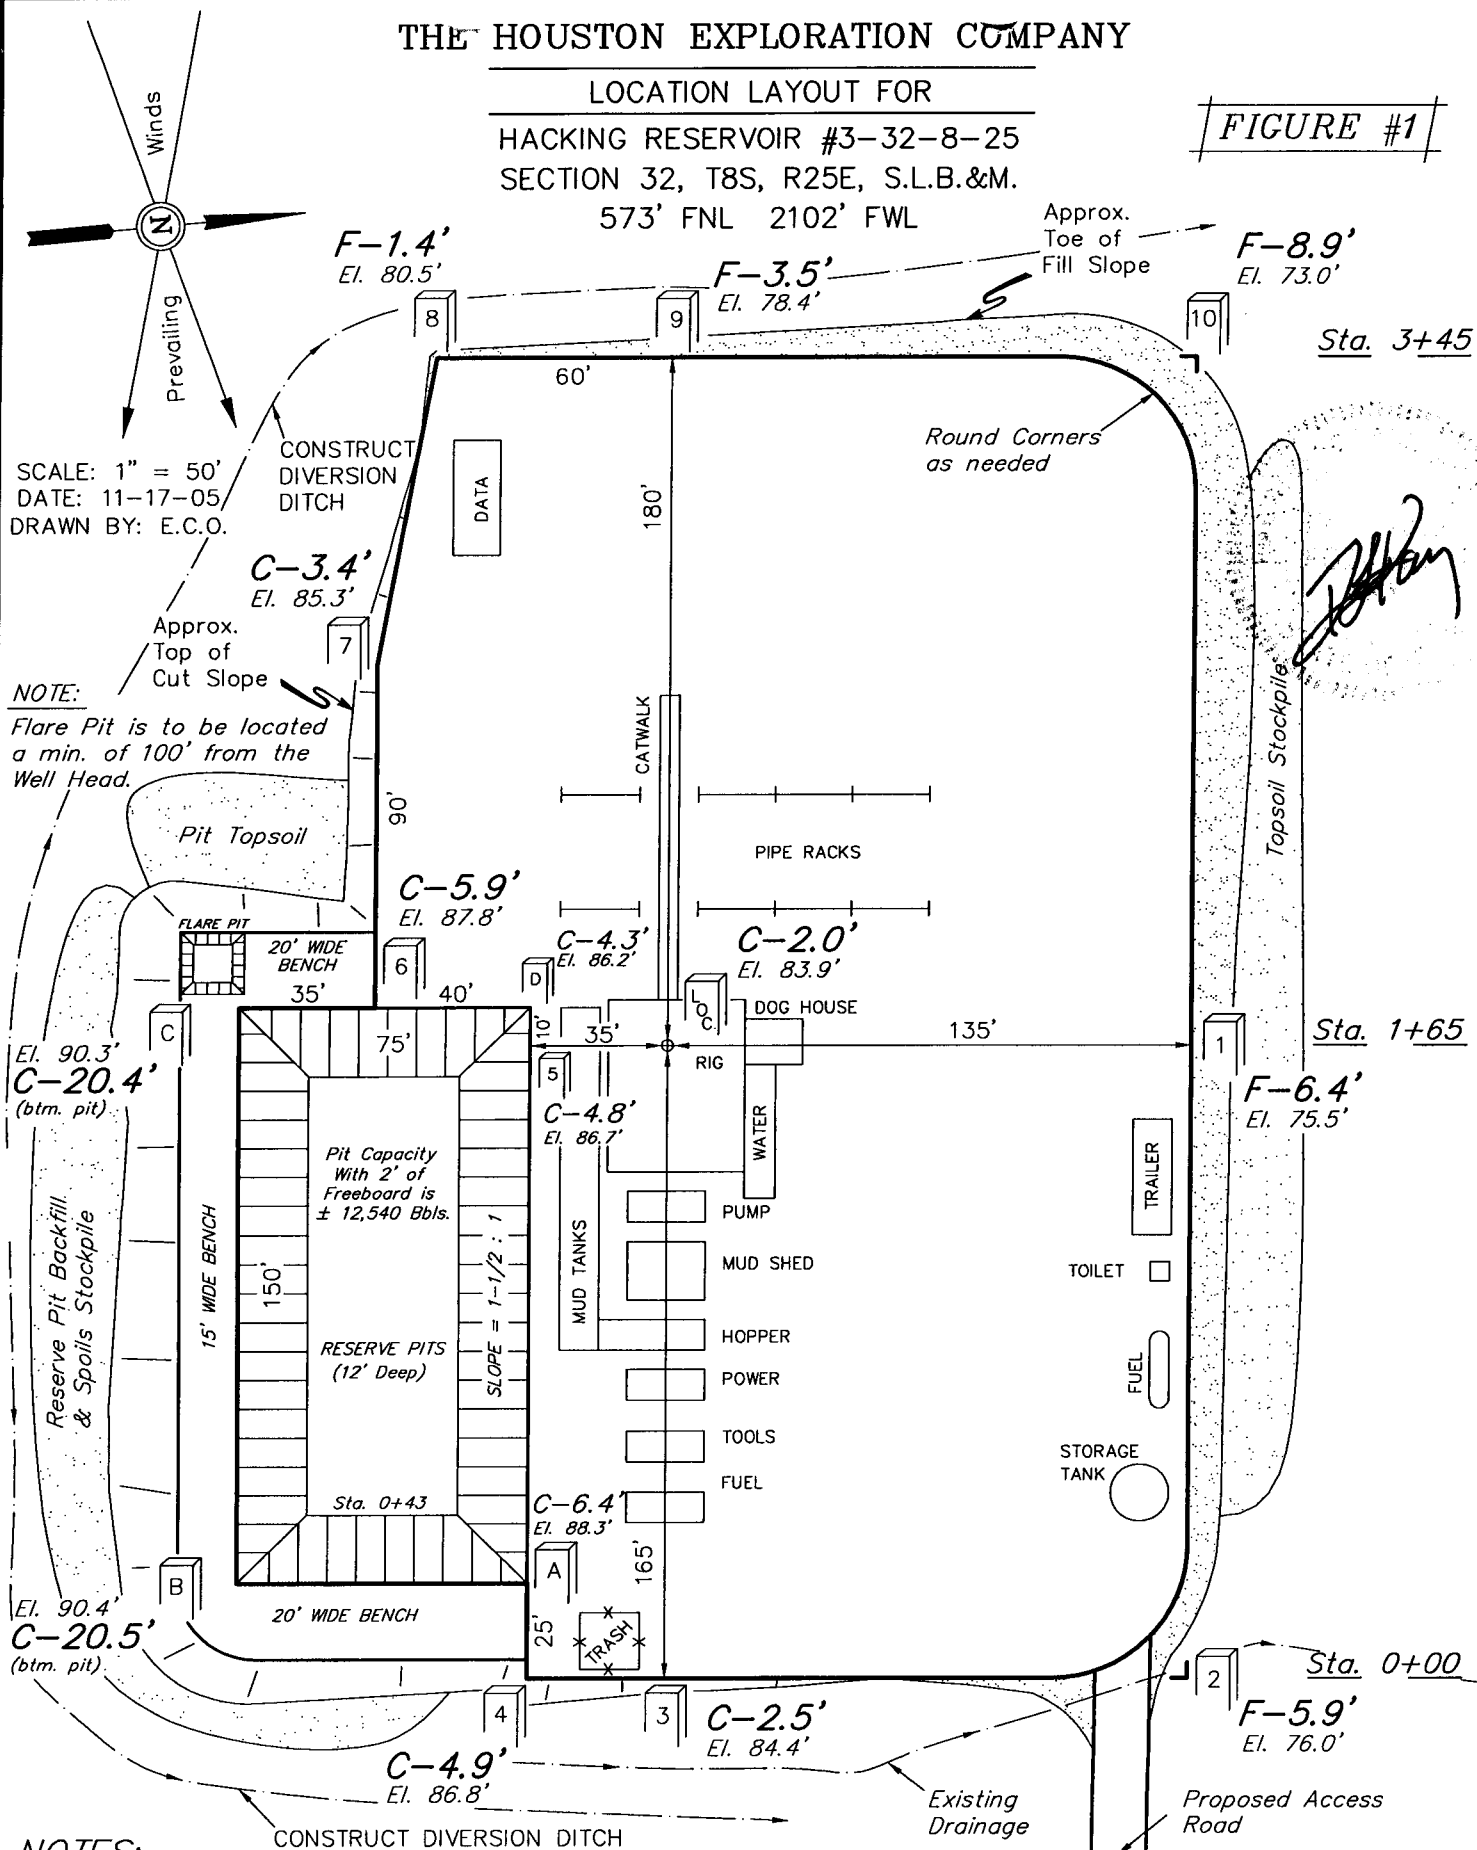 THE HOUSTON EXPLORATION COMPANY
LOCATION LAYOUT FOR
HACKING RESERVOIR #3-32-8-25
SECTION 32, T8S, R25E, S.L.B.&M.
573' FNL 2102' FWL
FIGURE #1
Winds
N
Prevailing
SCALE: 1" = 50'
DATE: 11-17-05
DRAWN BY: E.C.O.
F-1.4'
El. 80.5'
8
F-3.5'
El. 78.4'
9
Approx.
Toe of
Fill Slope
F-8.9'
El. 73.0'
10
Sta. 3+45
60'
CONSTRUCT
DIVERSION
DITCH
DATA
180'
Round Corners
as needed
C-3.4'
El. 85.3'
7
Approx.
Top of
Cut Slope
NOTE:
Flare Pit is to be located
a min. of 100' from the
Well Head.
Topsoil Stockpile
CATWALK
90'
Pit Topsoil
PIPE RACKS
C-5.9'
El. 87.8'
6
FLARE PIT
20' WIDE
BENCH
C-4.3'
El. 86.2'
D
C-2.0'
El. 83.9'
LOC.
DOG HOUSE
35'
40'
10'
35'
135'
75'
RIG
C
El. 90.3'
C-20.4'
(btm. pit)
5
C-4.8'
El. 86.7'
1
Sta. 1+65
F-6.4'
El. 75.5'
WATER
TRAILER
Pit Capacity
With 2' of
Freeboard is
± 12,540 Bbls.
PUMP
MUD SHED
TOILET
MUD TANKS
HOPPER
POWER
FUEL
TOOLS
FUEL
STORAGE
TANK
Reserve Pit Backfill
& Spoils Stockpile
15' WIDE BENCH
150'
SLOPE = 1-1/2 : 1
RESERVE PITS
(12' Deep)
Sta. 0+43
C-6.4'
El. 88.3'
A
165'
B
El. 90.4'
C-20.5'
(btm. pit)
20' WIDE BENCH
25'
TRASH
4
3
C-2.5'
El. 84.4'
2
Sta. 0+00
F-5.9'
El. 76.0'
C-4.9'
El. 86.8'
Existing
Drainage
Proposed Access
Road
CONSTRUCT DIVERSION DITCH
NOTES: